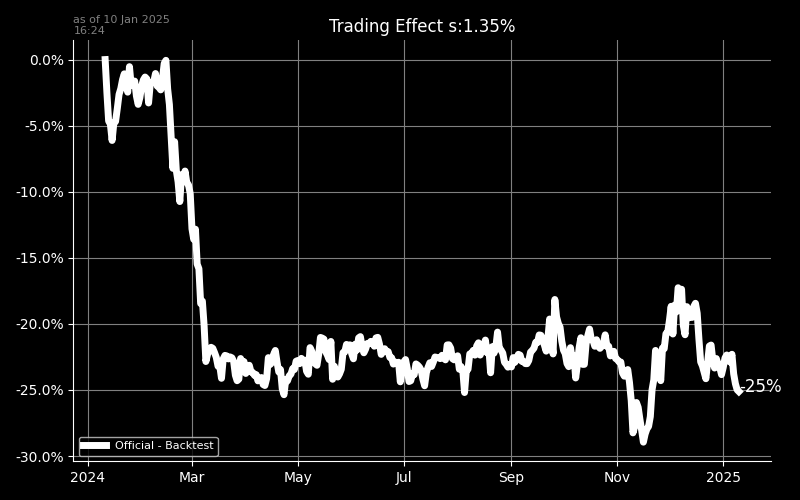 as of 10 Jan 2025
16:24
Trading Effect s:1.35%
0.0%
-5.0%
-10.0%
-15.0%
-20.0%
-25.0%
-30.0%
-25%
Official - Backtest
2024 Mar May Jul Sep Nov 2025